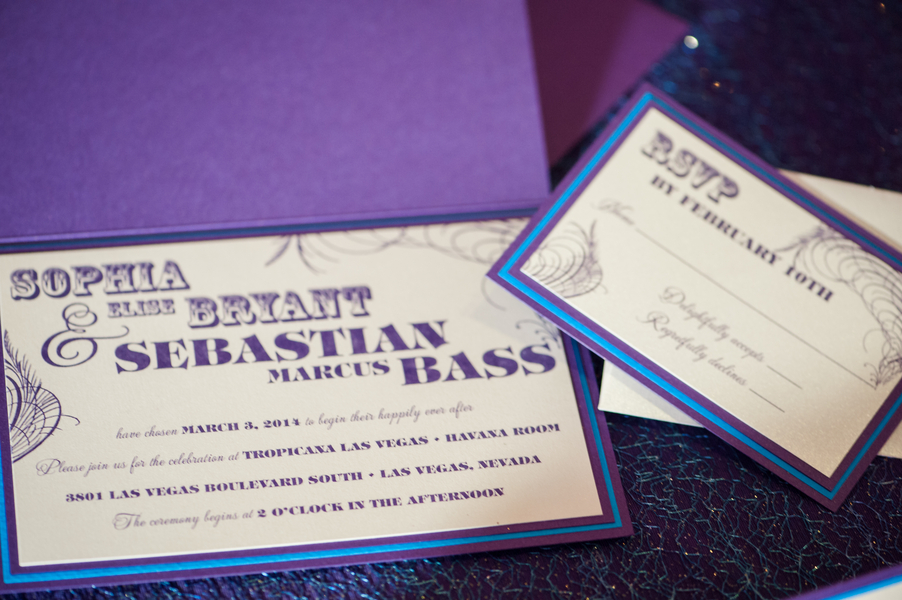 SOPHIA
ELISE BRYANT
& SEBASTIAN
MARCUS BASS
have chosen MARCH 3, 2014 to begin their happily ever after
Please join us for the celebration at TROPICANA LAS VEGAS • HAVANA ROOM
3801 LAS VEGAS BOULEVARD SOUTH • LAS VEGAS, NEVADA
The ceremony begins at 2 O'CLOCK IN THE AFTERNOON
RSVP
BY FEBRUARY 10TH
Delightfully accepts
Regretfully declines